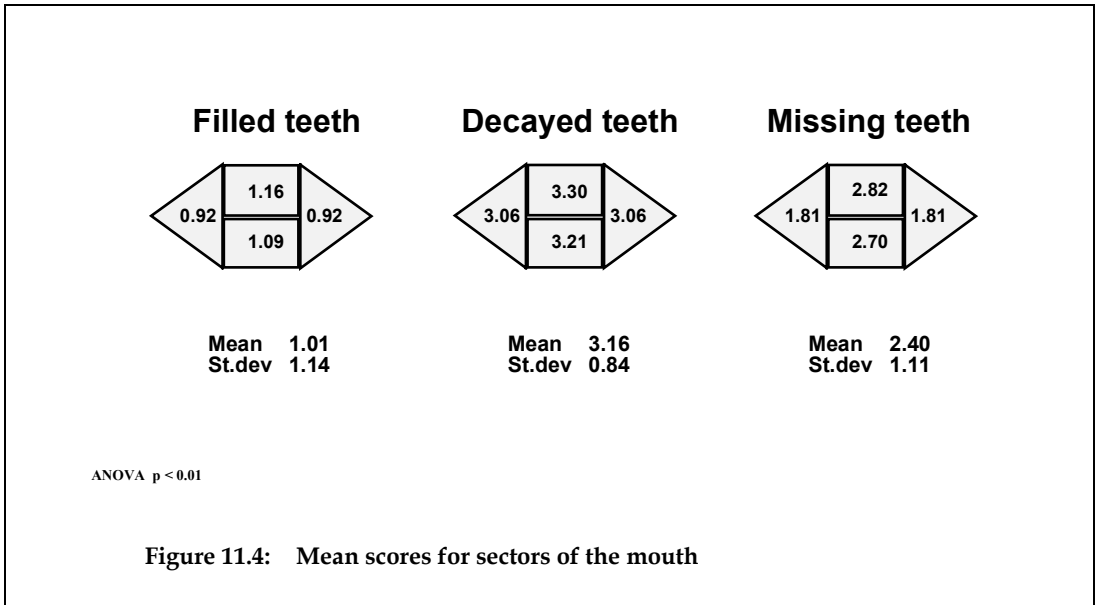 Filled teeth Decayed teeth Missing teeth
1.16 3.30 2.82
0.92 0.92 3.06 3.06 1.81 1.81
1.09 3.21 2.70
Mean 1.01 Mean 3.16 Mean 2.40
St.dev 1.14 St.dev 0.84 St.dev 1.11
ANOVA p < 0.01
Figure 11.4: Mean scores for sectors of the mouth